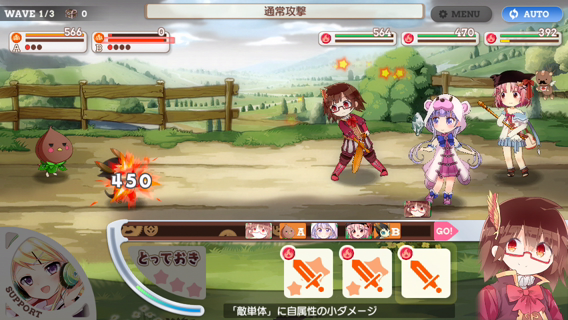 WAVE 1/3
0
通常攻撃
MENU
AUTO
566
A
0
B
564
470
392
450
A
B
GO!
とっておき
SUPPORT
「敵単体」に自属性の小ダメージ